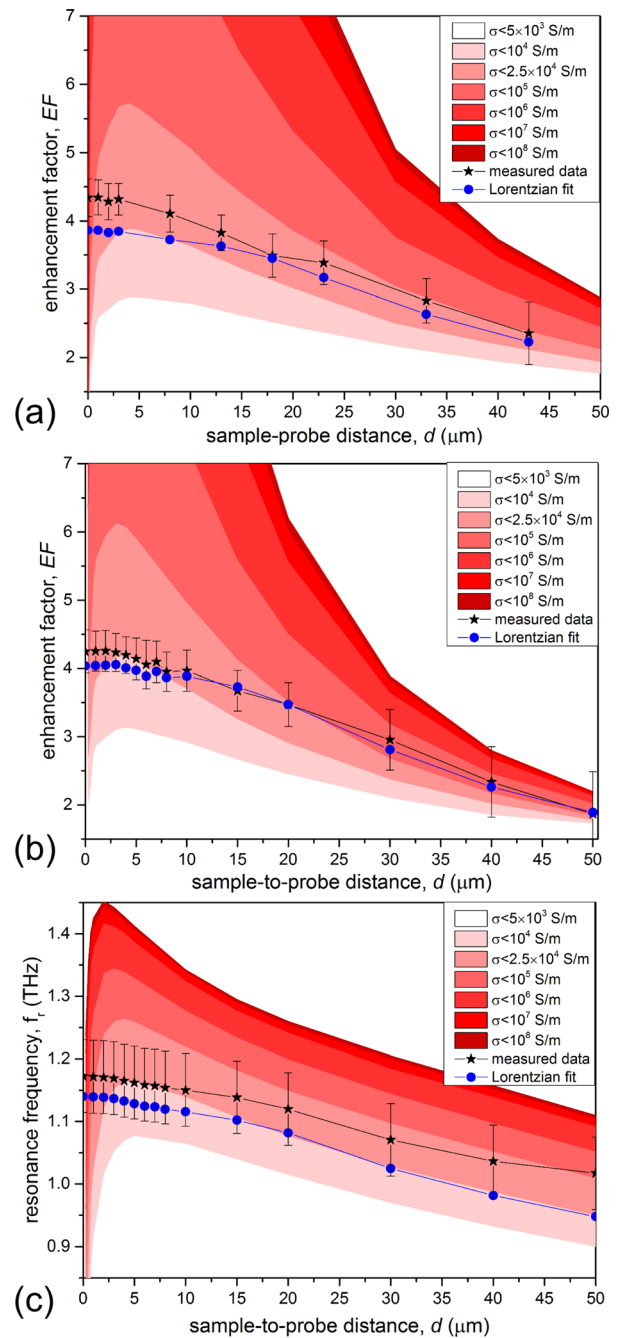 7
6
5
4
3
2
enhancement factor, EF
σ<5×10³ S/m
σ<10⁴ S/m
σ<2.5×10⁴ S/m
σ<10⁵ S/m
σ<10⁶ S/m
σ<10⁷ S/m
σ<10⁸ S/m
measured data
Lorentzian fit
0 5 10 15 20 25 30 35 40 45 50
sample-probe distance, d (μm)
(a)
7
6
5
4
3
2
enhancement factor, EF
σ<5×10³ S/m
σ<10⁴ S/m
σ<2.5×10⁴ S/m
σ<10⁵ S/m
σ<10⁶ S/m
σ<10⁷ S/m
σ<10⁸ S/m
measured data
Lorentzian fit
0 5 10 15 20 25 30 35 40 45 50
sample-to-probe distance, d (μm)
(b)
1.4
1.3
1.2
1.1
1.0
0.9
resonance frequency, fᵣ (THz)
σ<5×10³ S/m
σ<10⁴ S/m
σ<2.5×10⁴ S/m
σ<10⁵ S/m
σ<10⁶ S/m
σ<10⁷ S/m
σ<10⁸ S/m
measured data
Lorentzian fit
0 5 10 15 20 25 30 35 40 45 50
sample-to-probe distance, d (μm)
(c)